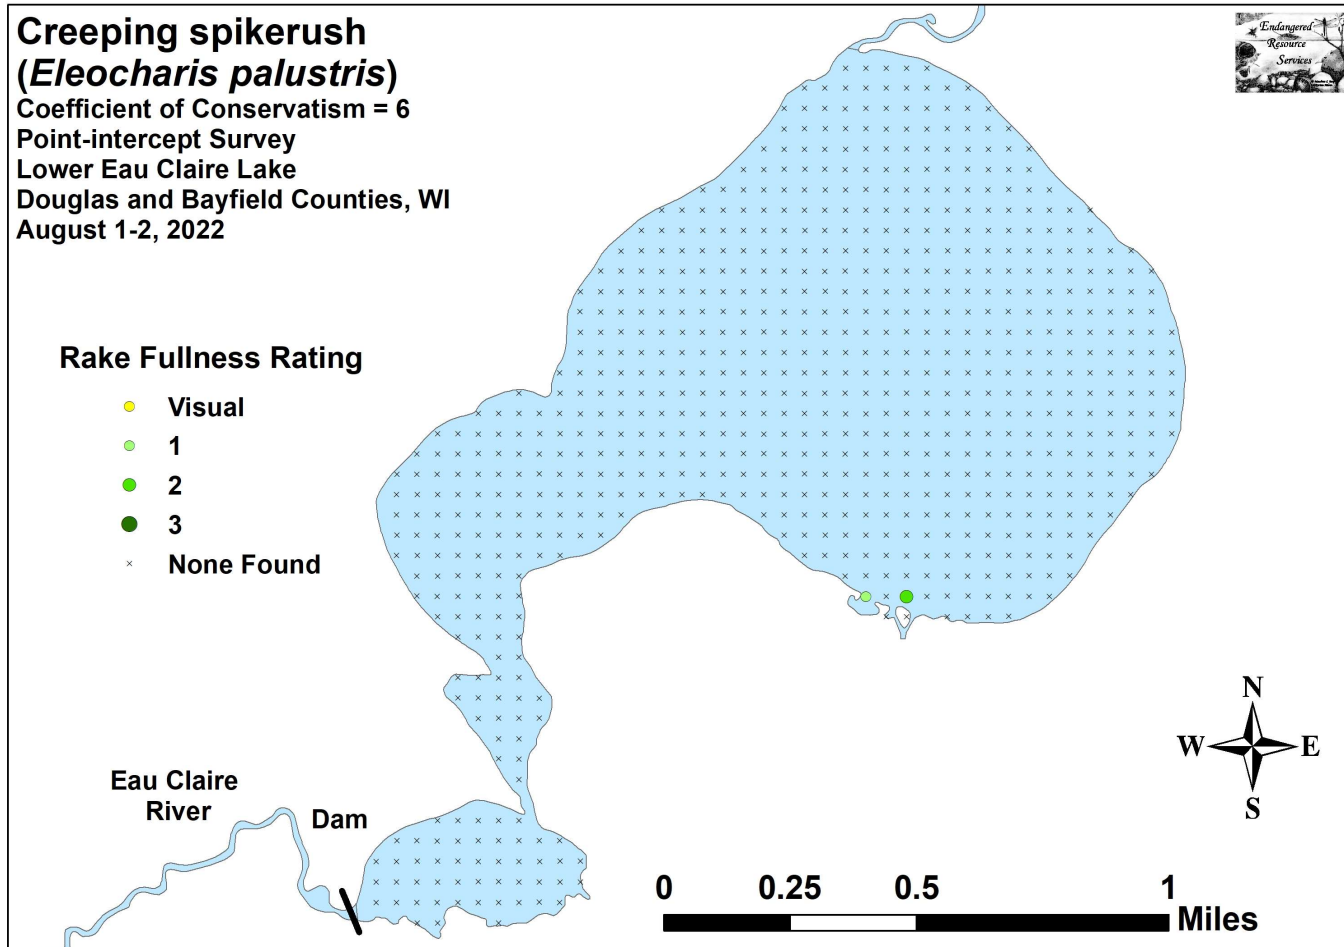 Creeping spikerush
(Eleocharis palustris)
Coefficient of Conservatism = 6
Point-intercept Survey
Lower Eau Claire Lake
Douglas and Bayfield Counties, WI
August 1-2, 2022
Endangered
Resource
Services
Rake Fullness Rating
Visual
1
2
3
None Found
Eau Claire
River
Dam
N
W E
S
0 0.25 0.5 1
Miles